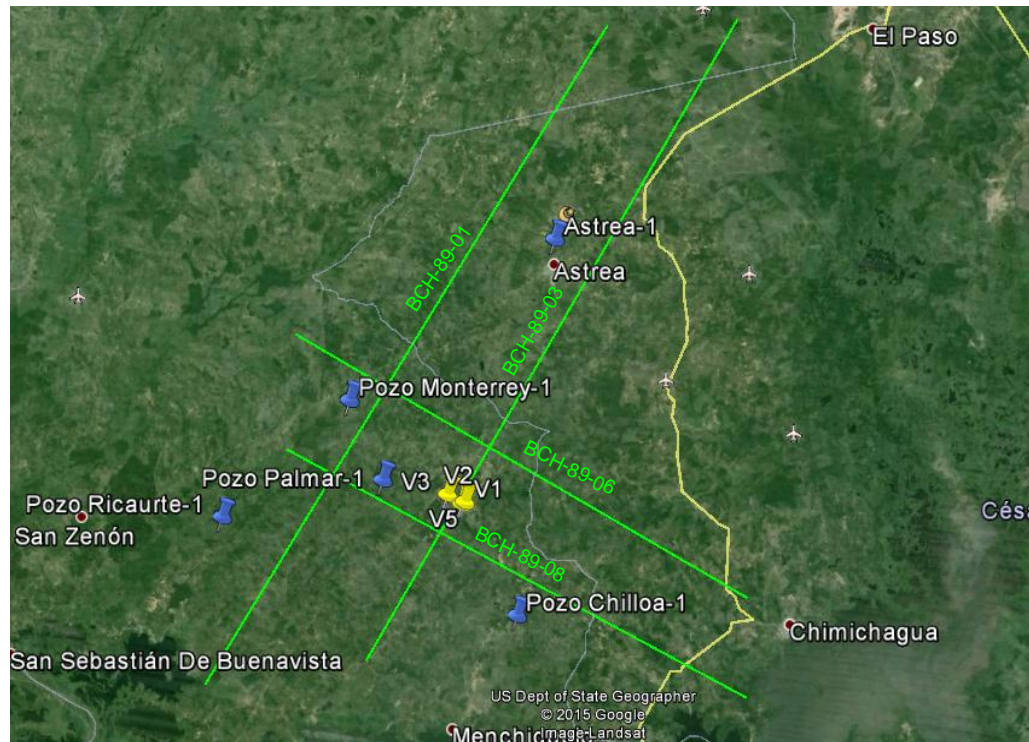 El Paso
Astrea-1
BCH-89-01
Astrea
BCH-89-03
Pozo Monterrey-1
BCH-89-06
Pozo Palmar-1
V3
V2
V1
Pozo Ricaurte-1
V5
San Zenón
BCH-89-08
Pozo Chilloa-1
Chimichagua
San Sebastián De Buenavista
US Dept of State Geographer
© 2015 Google
Image Landsat